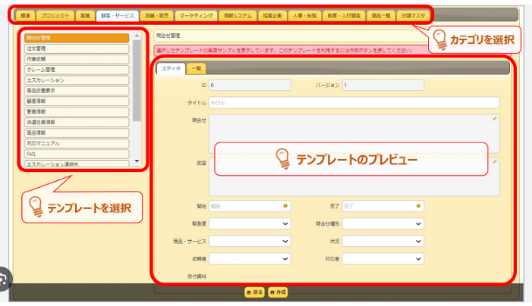 標準 プロジェクト 業務 顧客・サービス 店舗・販売 マーケティング 情報システム 経営企画 人事・総務 教育・人材開発 製品一覧 分類マスタ
カテゴリを選択
問合せ管理
選択したテンプレートの画面サンプルを表示しています。このテンプレートを利用するには作成ボタンを押してください。
問合せ管理
注文管理
クレーム管理
エスカレーション
顧客情報
製品情報
対応マニュアル
FAQ
テンプレートを選択
エディタ 一覧
ID 0 バージョン 1
タイトル タイトル
問合せ
回答
テンプレートのプレビュー
開始 開始 完了 完了
緊急度 問合せ種別
商品・サービス 状況
依頼者 対応者
添付資料
戻る 作成